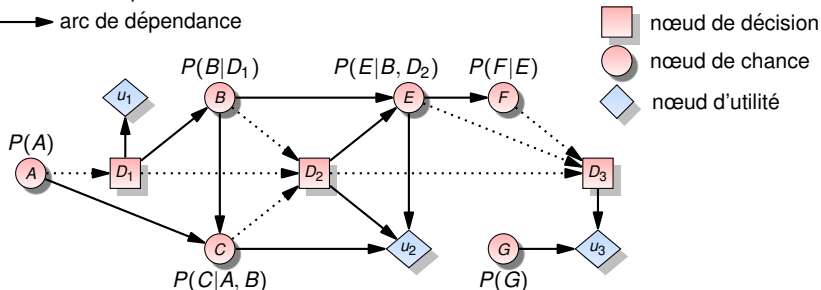 arc de dépendance
nœud de décision
nœud de chance
nœud d'utilité
P(B|D₁)
P(E|B, D₂)
P(F|E)
u₁
B
E
F
P(A)
A
D₁
D₂
D₃
C
u₂
G
u₃
P(C|A, B)
P(G)